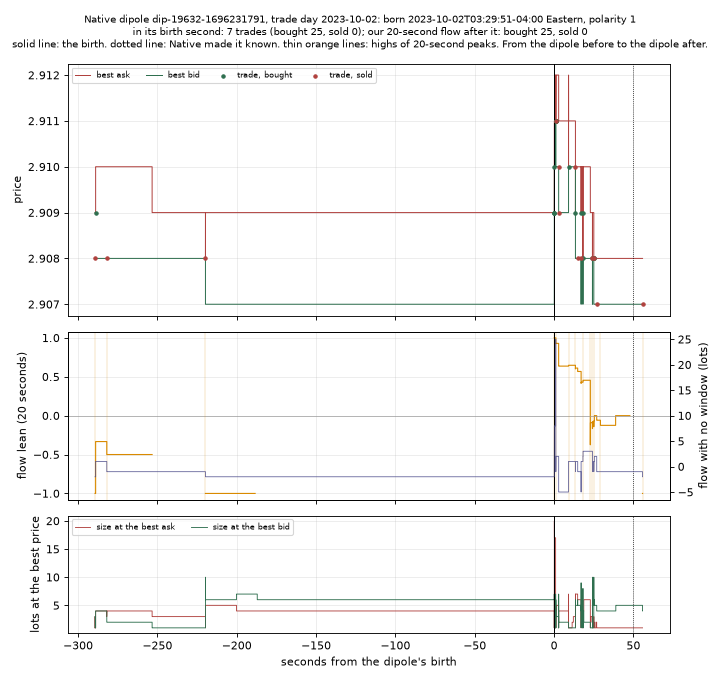 Native dipole dip-19632-1696231791, trade day 2023-10-02: born 2023-10-02T03:29:51-04:00 Eastern, polarity 1
in its birth second: 7 trades (bought 25, sold 0); our 20-second flow after it: bought 25, sold 0
solid line: the birth. dotted line: Native made it known. thin orange lines: highs of 20-second peaks. From the dipole before to the dipole after.
best ask
best bid
trade, bought
trade, sold
2.912
2.911
2.910
2.909
2.908
2.907
price
1.0
0.5
0.0
−0.5
−1.0
flow lean (20 seconds)
25
20
15
10
5
0
−5
flow with no window (lots)
size at the best ask
size at the best bid
20
15
10
5
lots at the best price
−300
−250
−200
−150
−100
−50
0
50
seconds from the dipole's birth